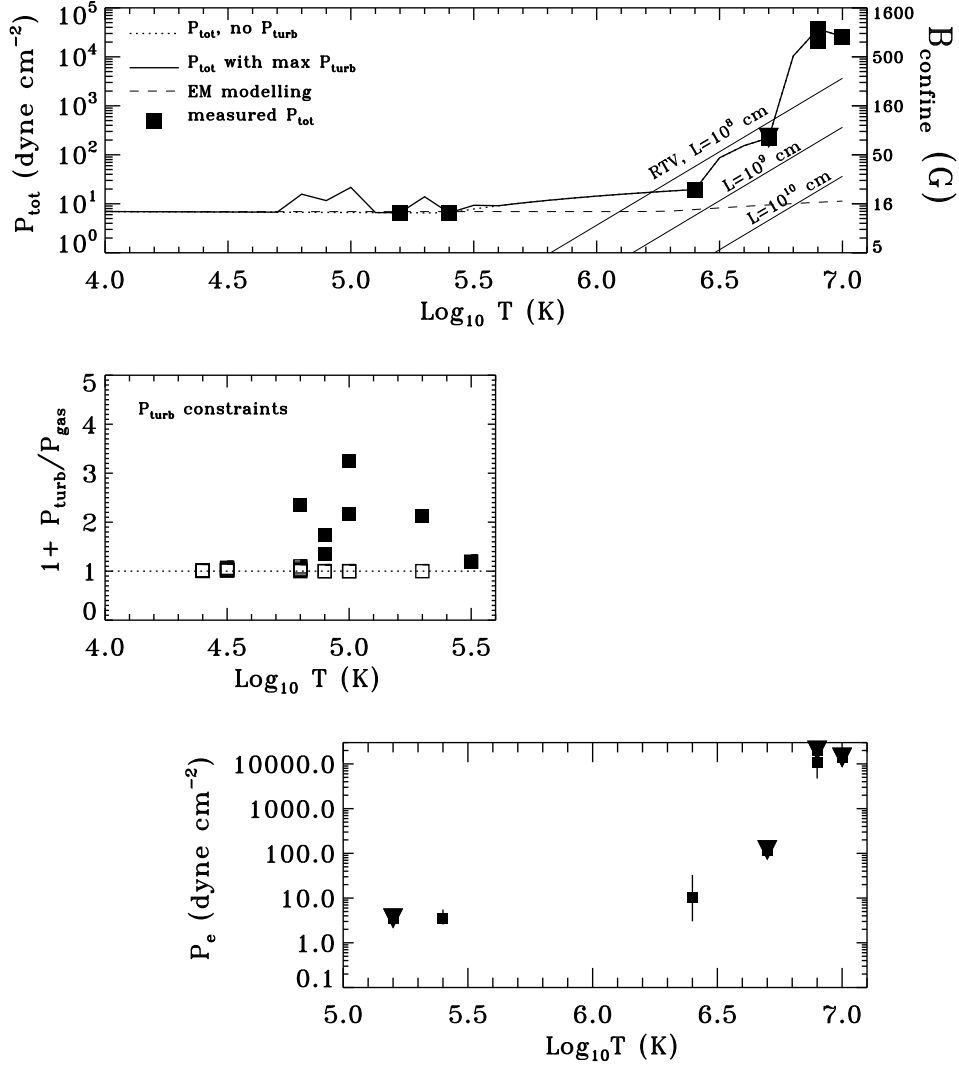 P_tot (dyne cm^-2)
10^5
10^4
10^3
10^2
10^1
10^0
P_tot, no P_turb
P_tot with max P_turb
EM modelling
measured P_tot
RTV, L=10^8 cm
L=10^9 cm
L=10^10 cm
1600
500
160
50
16
5
B_confine (G)
4.0 4.5 5.0 5.5 6.0 6.5 7.0
Log_10 T (K)
1+ P_turb/P_gas
5
4
3
2
1
0
P_turb constraints
4.0 4.5 5.0 5.5
Log_10 T (K)
P_e (dyne cm^-2)
10000.0
1000.0
100.0
10.0
1.0
0.1
5.0 5.5 6.0 6.5 7.0
Log_10T (K)